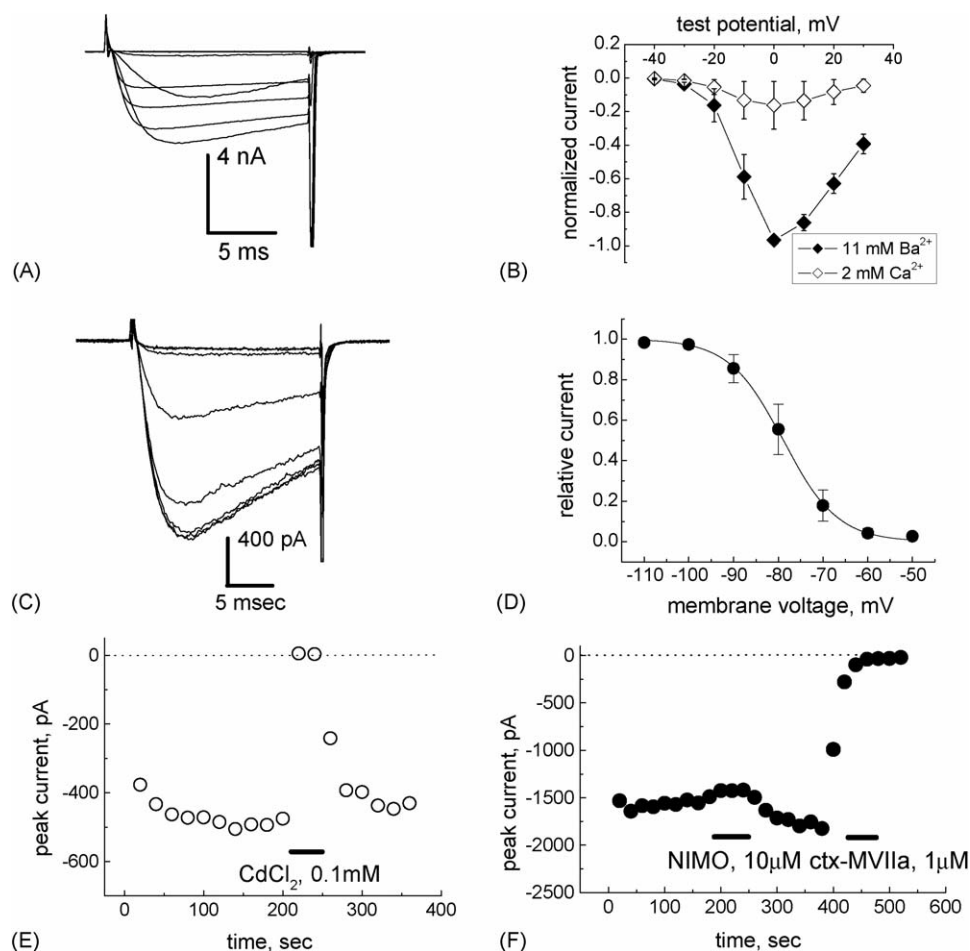 4 nA
5 ms
(A)
test potential, mV
-40 -20 0 20 40
0.2
0.0
-0.2
-0.4
-0.6
-0.8
-1.0
normalized current
11 mM Ba²⁺
2 mM Ca²⁺
(B)
400 pA
5 msec
(C)
1.0
0.8
0.6
0.4
0.2
0.0
relative current
-110 -100 -90 -80 -70 -60 -50
membrane voltage, mV
(D)
0
-200
-400
-600
peak current, pA
CdCl₂, 0.1mM
0 100 200 300 400
time, sec
(E)
0
-500
-1000
-1500
-2000
-2500
peak current, pA
NIMO, 10µM ctx-MVIIa, 1µM
0 100 200 300 400 500 600
time, sec
(F)